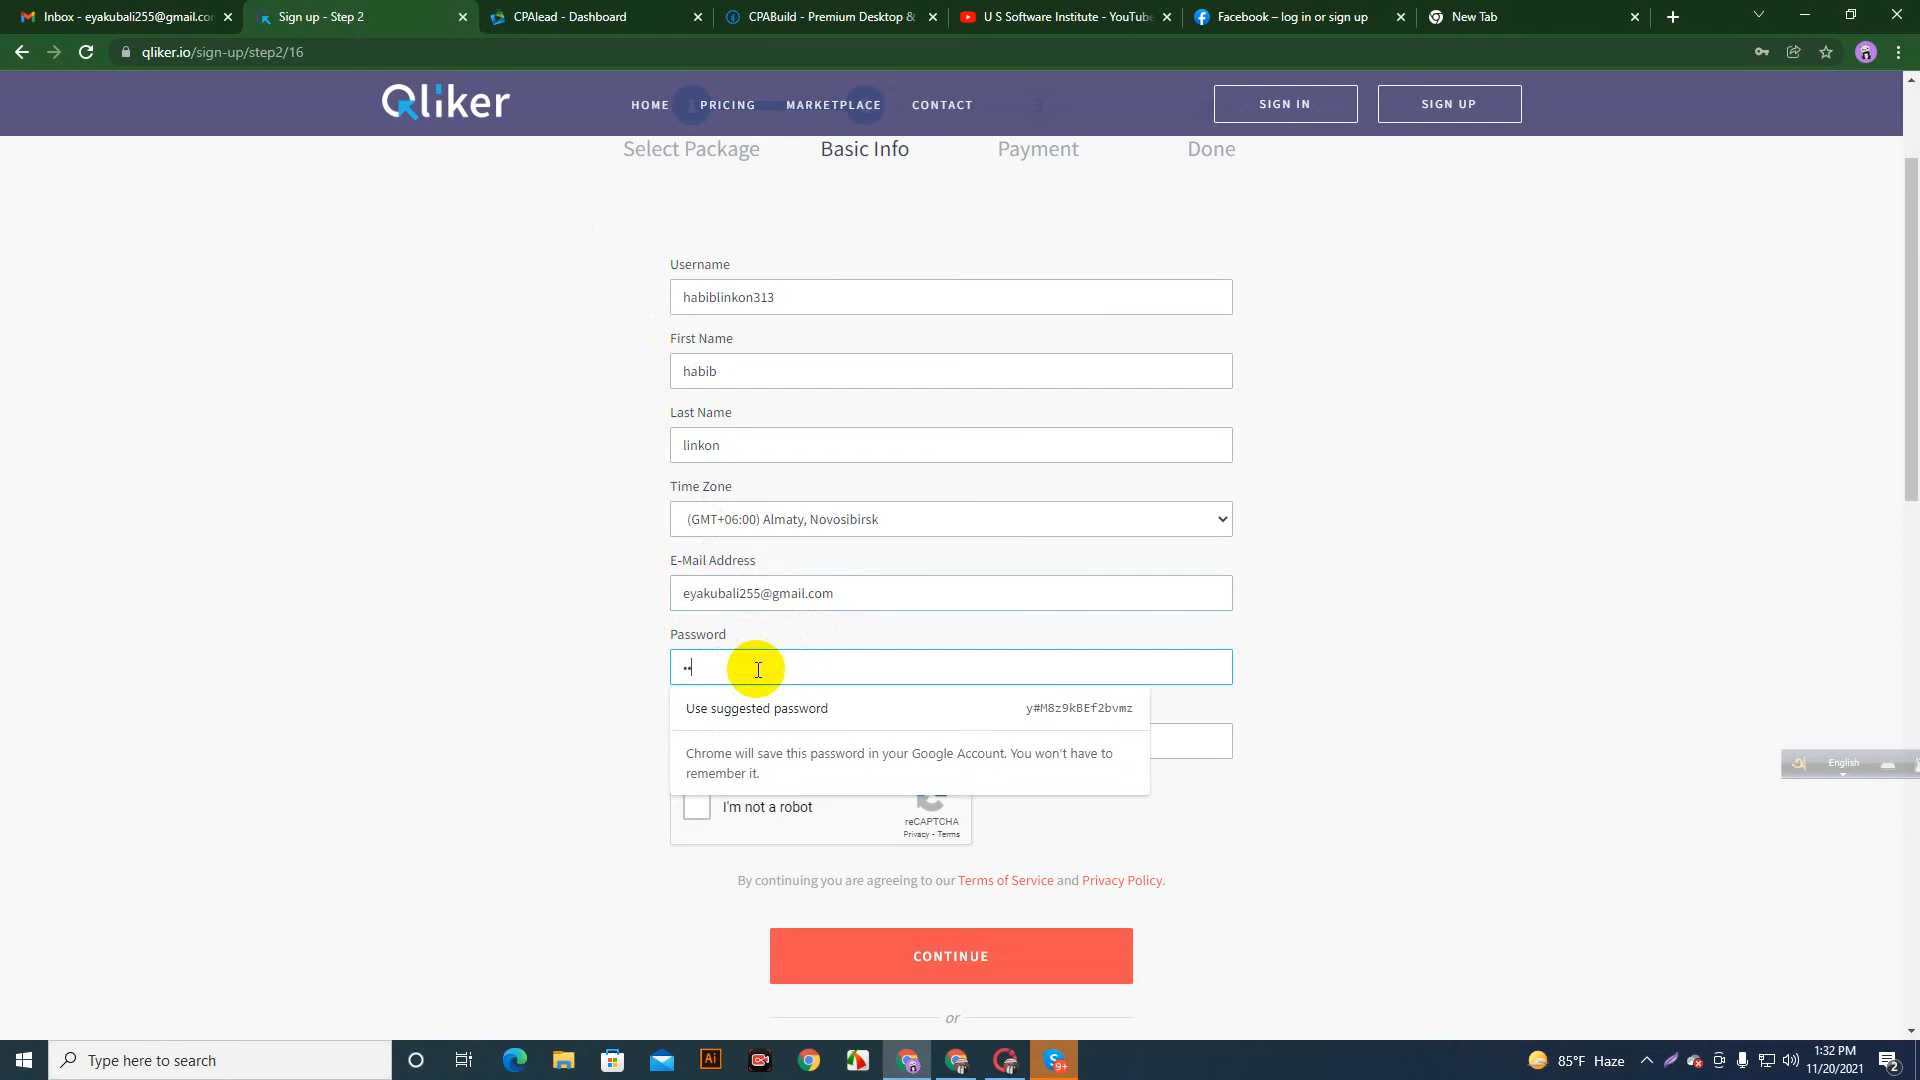 Inbox - eyakubali255@gmail.co
Sign up - Step 2
CPAlead - Dashboard
CPABuild - Premium Desktop &
U S Software Institute - YouTube
Facebook – log in or sign up
New Tab
qliker.io/sign-up/step2/16
Qliker
HOME
PRICING
MARKETPLACE
CONTACT
SIGN IN
SIGN UP
Select Package
Basic Info
Payment
Done
Username
habiblinkon313
First Name
habib
Last Name
linkon
Time Zone
(GMT+06:00) Almaty, Novosibirsk
E-Mail Address
eyakubali255@gmail.com
Password
••
Use suggested password
y#M8z9kBEf2bvmz
Chrome will save this password in your Google Account. You won't have to
remember it.
I'm not a robot
reCAPTCHA
Privacy - Terms
English
By continuing you are agreeing to our Terms of Service and Privacy Policy.
CONTINUE
or
Type here to search
Ai
9+
85°F Haze
1:32 PM
11/20/2021
2